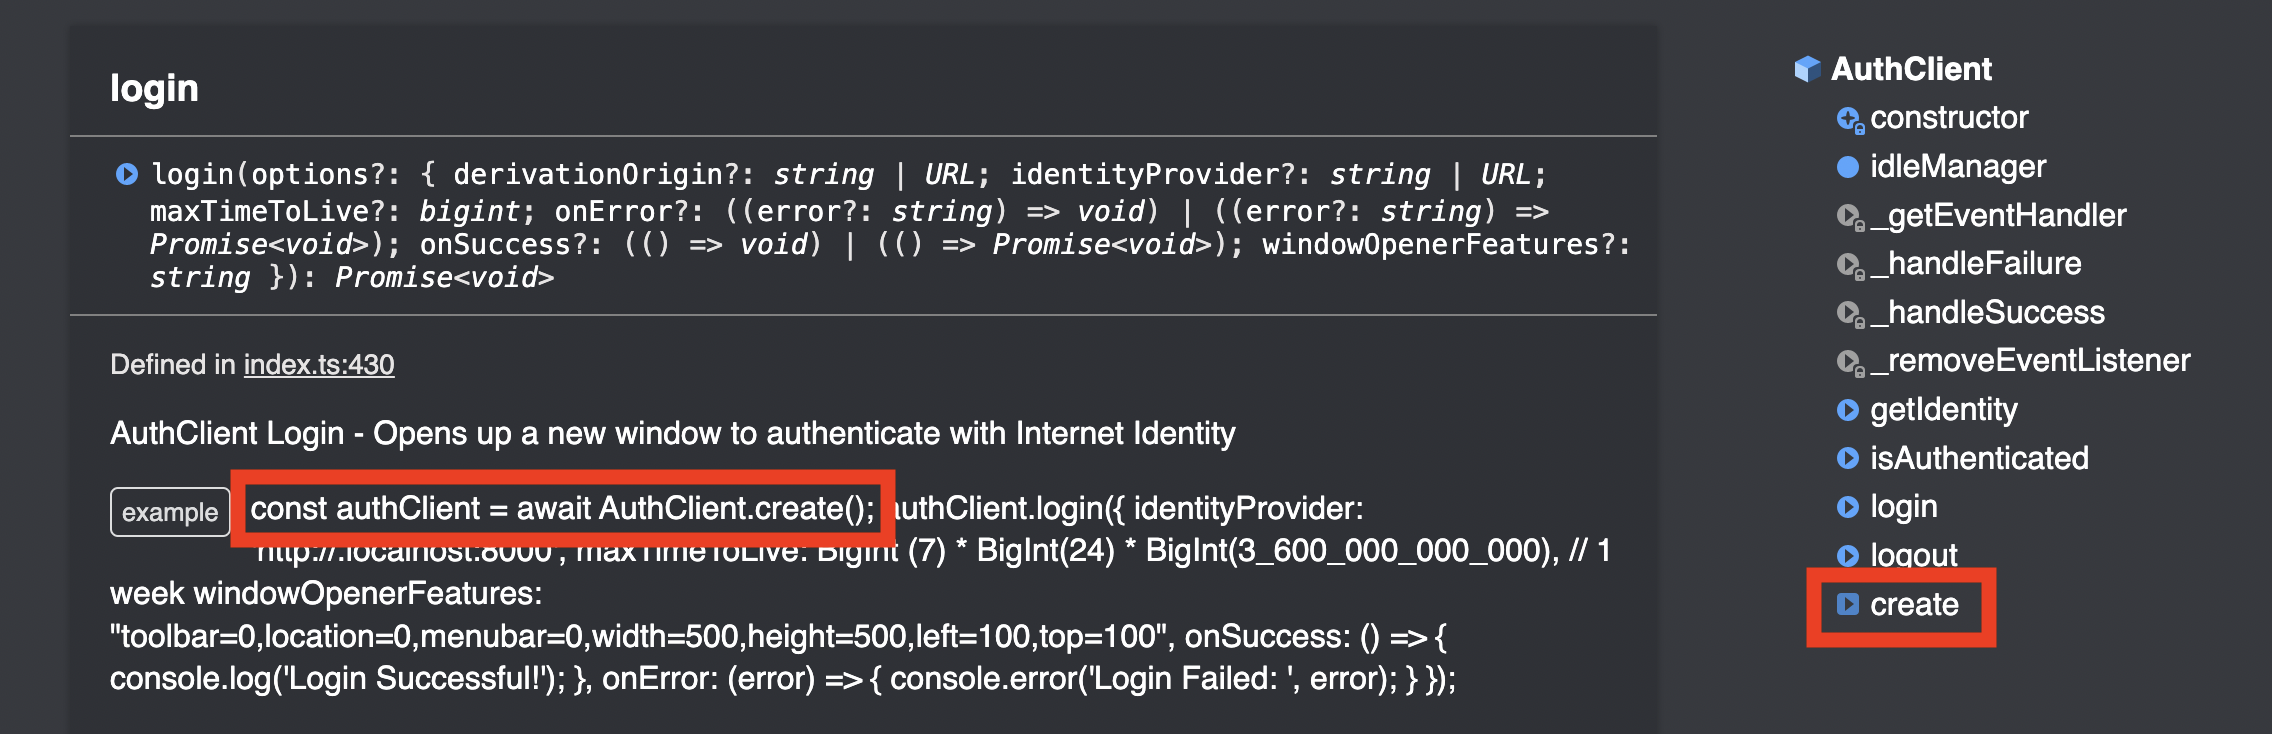 login
login(options?: { derivationOrigin?: string | URL; identityProvider?: string | URL;
maxTimeToLive?: bigint; onError?: ((error?: string) => void) | ((error?: string) =>
Promise<void>); onSuccess?: (() => void) | (() => Promise<void>); windowOpenerFeatures?:
string }): Promise<void>
Defined in index.ts:430
AuthClient Login - Opens up a new window to authenticate with Internet Identity
example const authClient = await AuthClient.create(); authClient.login({ identityProvider:
'http://.localhost:8000', maxTimeToLive: BigInt (7) * BigInt(24) * BigInt(3_600_000_000_000), // 1
week windowOpenerFeatures:
"toolbar=0,location=0,menubar=0,width=500,height=500,left=100,top=100", onSuccess: () => {
console.log('Login Successful!'); }, onError: (error) => { console.error('Login Failed: ', error); } });
AuthClient
constructor
idleManager
_getEventHandler
_handleFailure
_handleSuccess
_removeEventListener
getIdentity
isAuthenticated
login
logout
create